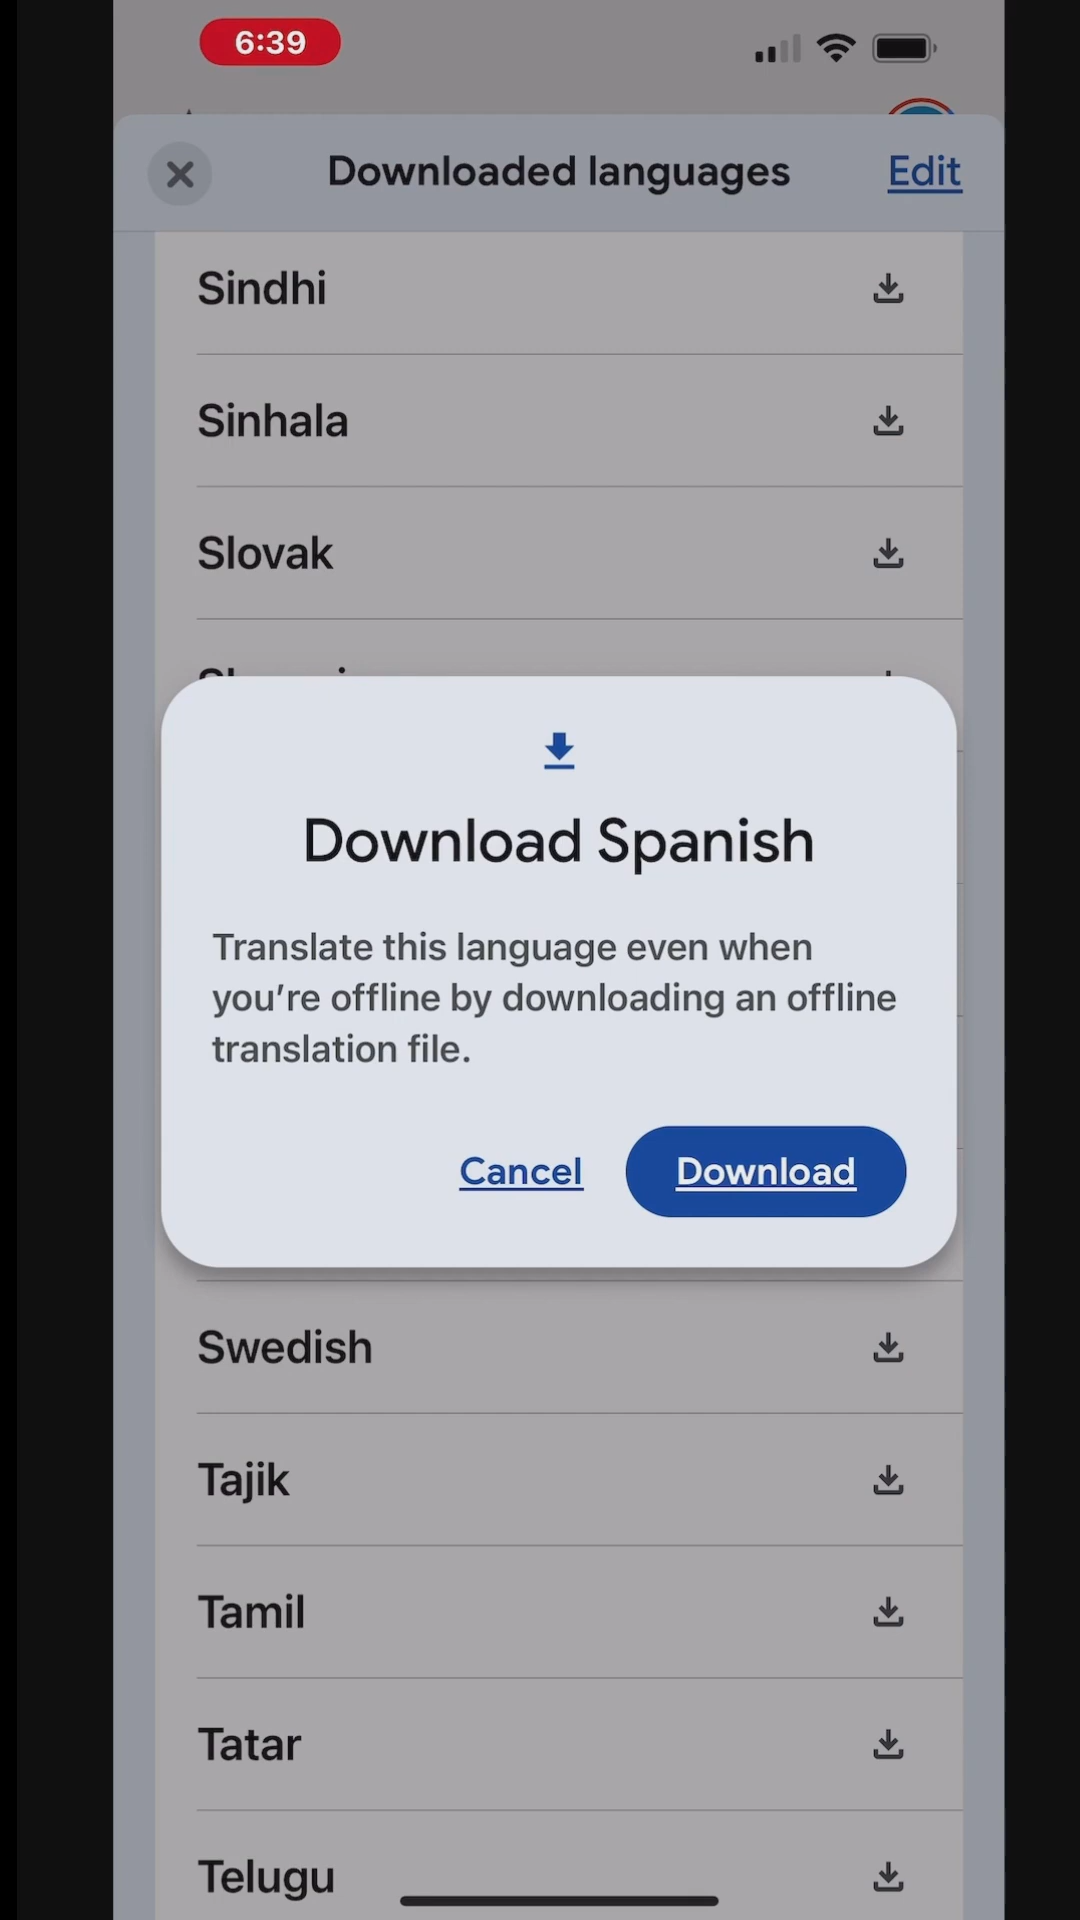 6:39
Downloaded languages
Edit
Sindhi
Sinhala
Slovak
Download Spanish
Translate this language even when
you're offline by downloading an offline
translation file.
Cancel
Download
Swedish
Tajik
Tamil
Tatar
Telugu